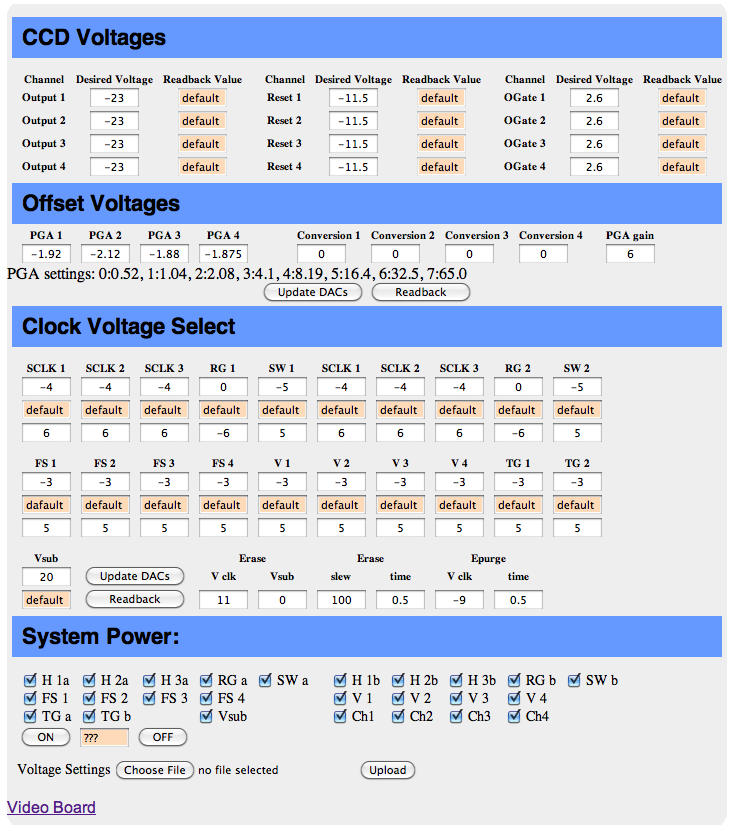 CCD Voltages
Channel Desired Voltage Readback Value Channel Desired Voltage Readback Value Channel Desired Voltage Readback Value
Output 1 -23 default Reset 1 -11.5 default OGate 1 2.6 default
Output 2 -23 default Reset 2 -11.5 default OGate 2 2.6 default
Output 3 -23 default Reset 3 -11.5 default OGate 3 2.6 default
Output 4 -23 default Reset 4 -11.5 default OGate 4 2.6 default
Offset Voltages
PGA 1 PGA 2 PGA 3 PGA 4 Conversion 1 Conversion 2 Conversion 3 Conversion 4 PGA gain
-1.92 -2.12 -1.88 -1.875 0 0 0 0 6
PGA settings: 0:0.52, 1:1.04, 2:2.08, 3:4.1, 4:8.19, 5:16.4, 6:32.5, 7:65.0
Update DACs Readback
Clock Voltage Select
SCLK 1 SCLK 2 SCLK 3 RG 1 SW 1 SCLK 1 SCLK 2 SCLK 3 RG 2 SW 2
-4 -4 -4 0 -5 -4 -4 -4 0 -5
default default default default default default default default default default
6 6 6 -6 5 6 6 6 -6 5
FS 1 FS 2 FS 3 FS 4 V 1 V 2 V 3 V 4 TG 1 TG 2
-3 -3 -3 -3 -3 -3 -3 -3 -3 -3
dafault default default default default default default default default default
5 5 5 5 5 5 5 5 5 5
Vsub Erase Erase Epurge
20 Update DACs V clk Vsub slew time V clk time
default Readback 11 0 100 0.5 -9 0.5
System Power:
H 1a H 2a H 3a RG a SW a H 1b H 2b H 3b RG b SW b
FS 1 FS 2 FS 3 FS 4 V 1 V 2 V 3 V 4
TG a TG b Vsub Ch1 Ch2 Ch3 Ch4
ON ??? OFF
Voltage Settings Choose File no file selected Upload
Video Board